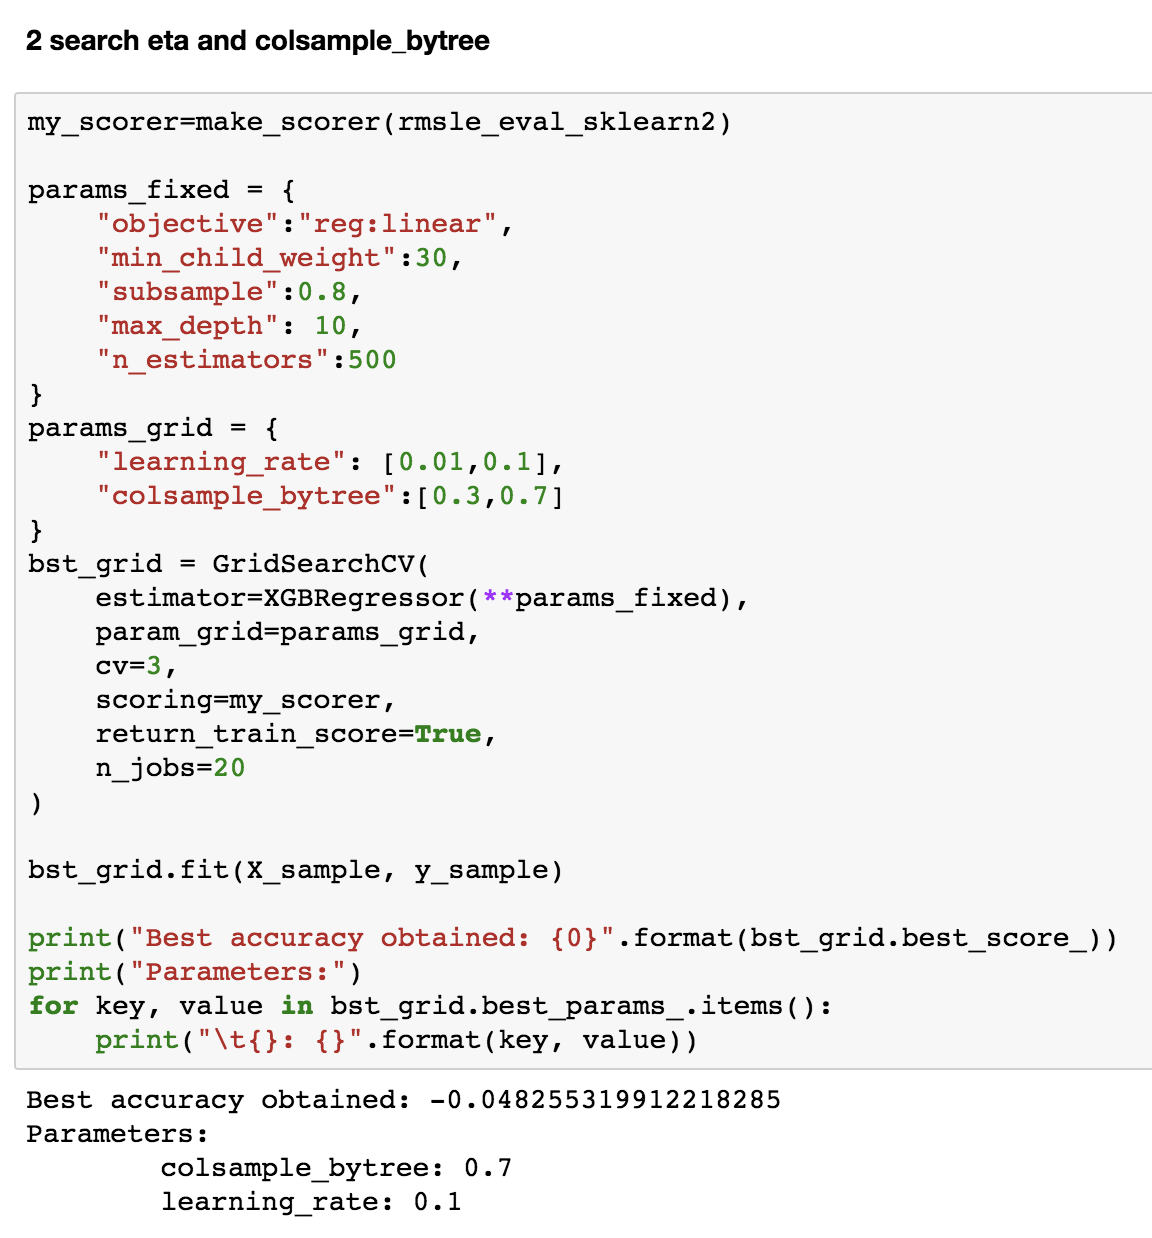 2 search eta and colsample_bytree
my_scorer=make_scorer(rmsle_eval_sklearn2)
params_fixed = {
    "objective":"reg:linear",
    "min_child_weight":30,
    "subsample":0.8,
    "max_depth": 10,
    "n_estimators":500
}
params_grid = {
    "learning_rate": [0.01,0.1],
    "colsample_bytree":[0.3,0.7]
}
bst_grid = GridSearchCV(
    estimator=XGBRegressor(**params_fixed),
    param_grid=params_grid,
    cv=3,
    scoring=my_scorer,
    return_train_score=True,
    n_jobs=20
)
bst_grid.fit(X_sample, y_sample)
print("Best accuracy obtained: {0}".format(bst_grid.best_score_))
print("Parameters:")
for key, value in bst_grid.best_params_.items():
    print("\t{}: {}".format(key, value))
Best accuracy obtained: -0.048255319912218285
Parameters:
        colsample_bytree: 0.7
        learning_rate: 0.1